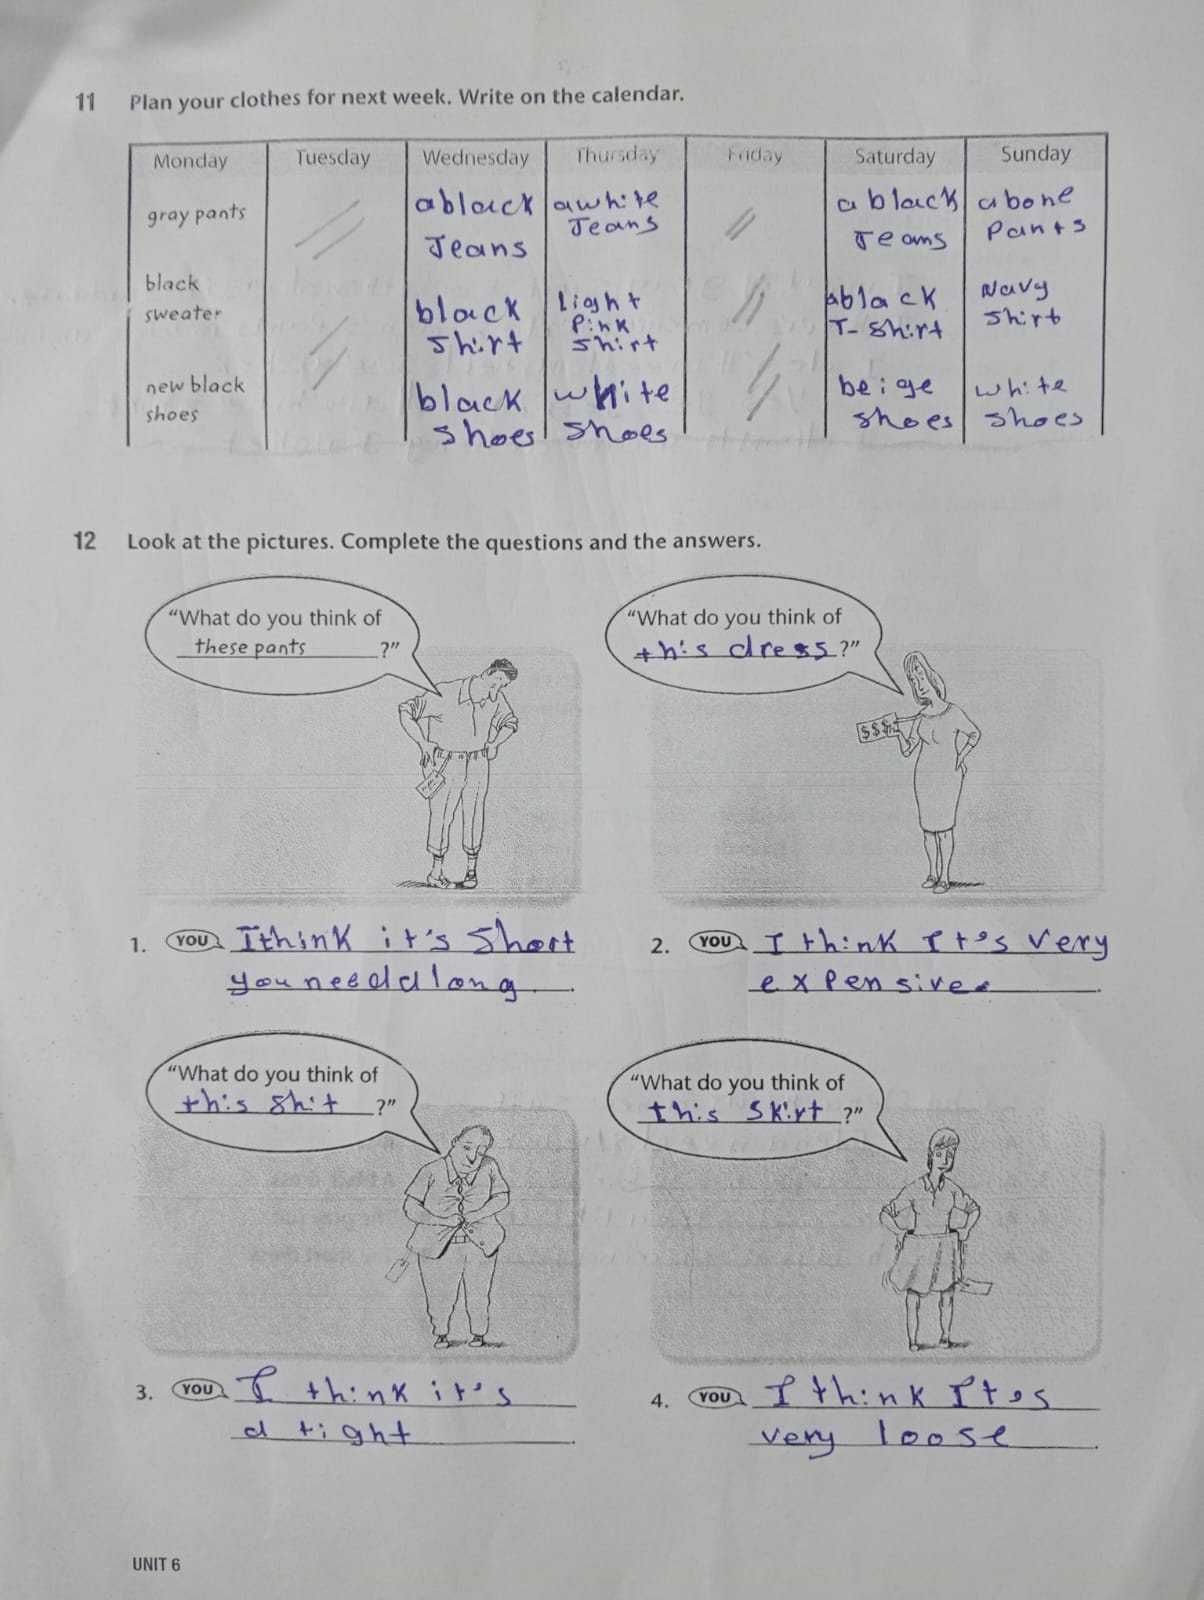 11 Plan your clothes for next week. Write on the calendar.
Monday Tuesday Wednesday Thursday Friday Saturday Sunday
gray pants
black
sweater
new black
shoes
a black
Jeans
black
shirt
black
shoes
a white
Jeans
Light
Pink
shirt
white
shoes
a black
Jeans
a black
T-shirt
beige
shoes
a bone
Pants
Navy
shirt
white
shoes
12 Look at the pictures. Complete the questions and the answers.
“What do you think of
these pants ?”
“What do you think of
this dress ?”
$$$
1. YOU I think it's short
you need a long.
2. YOU I think It's very
expensive.
“What do you think of
this shit ?”
“What do you think of
this skirt ?”
3. YOU I think it's
a tight.
4. YOU I think It's
very loose.
UNIT 6